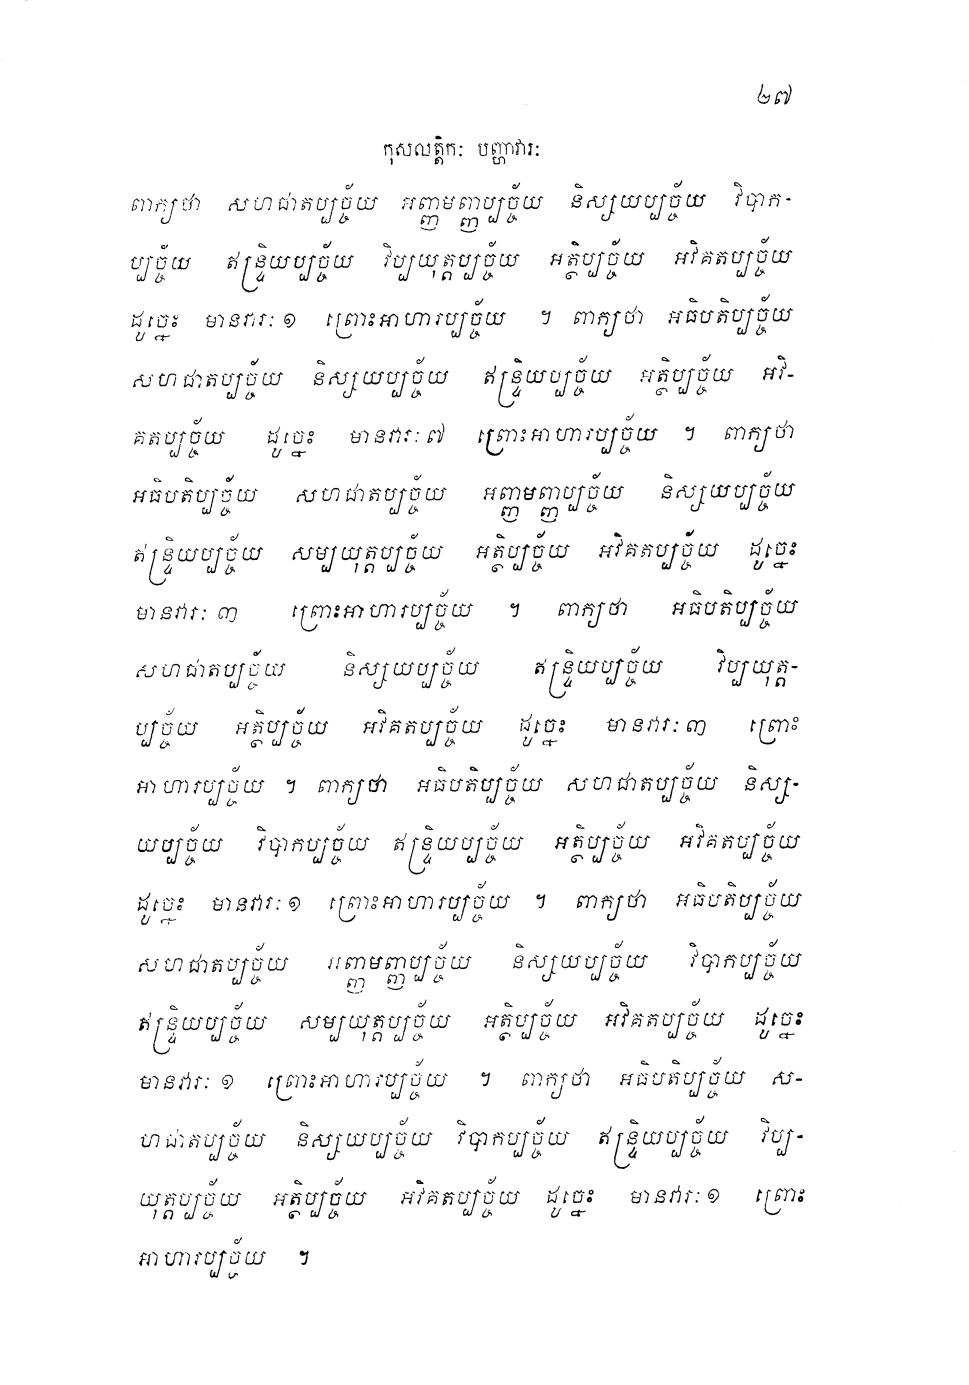 ២៧
កុសលត្តិកៈ បញ្ហាវារៈ
ពាក្យថា សហជាតប្បច្ច័យ អញ្ញមញ្ញប្បច្ច័យ និស្សយប្បច្ច័យ វិបាក-
ប្បច្ច័យ ឥន្ទ្រិយប្បច្ច័យ វិប្បយុត្តប្បច្ច័យ អត្ថិប្បច្ច័យ អវិគតប្បច្ច័យ
ដូច្នេះ មានវារៈ ១ ព្រោះអាហារប្បច្ច័យ ។ ពាក្យថា អធិបតិប្បច្ច័យ
សហជាតប្បច្ច័យ និស្សយប្បច្ច័យ ឥន្ទ្រិយប្បច្ច័យ អត្ថិប្បច្ច័យ អវិ-
គតប្បច្ច័យ ដូច្នេះ មានវារៈ ៧ ព្រោះអាហារប្បច្ច័យ ។ ពាក្យថា
អធិបតិប្បច្ច័យ សហជាតប្បច្ច័យ អញ្ញមញ្ញប្បច្ច័យ និស្សយប្បច្ច័យ
ឥន្ទ្រិយប្បច្ច័យ សម្បយុត្តប្បច្ច័យ អត្ថិប្បច្ច័យ អវិគតប្បច្ច័យ ដូច្នេះ
មានវារៈ ៣ ព្រោះអាហារប្បច្ច័យ ។ ពាក្យថា អធិបតិប្បច្ច័យ
សហជាតប្បច្ច័យ និស្សយប្បច្ច័យ ឥន្ទ្រិយប្បច្ច័យ វិប្បយុត្ត-
ប្បច្ច័យ អត្ថិប្បច្ច័យ អវិគតប្បច្ច័យ ដូច្នេះ មានវារៈ ៣ ព្រោះ
អាហារប្បច្ច័យ ។ ពាក្យថា អធិបតិប្បច្ច័យ សហជាតប្បច្ច័យ និស្ស-
យប្បច្ច័យ វិបាកប្បច្ច័យ ឥន្ទ្រិយប្បច្ច័យ អត្ថិប្បច្ច័យ អវិគតប្បច្ច័យ
ដូច្នេះ មានវារៈ ១ ព្រោះអាហារប្បច្ច័យ ។ ពាក្យថា អធិបតិប្បច្ច័យ
សហជាតប្បច្ច័យ អញ្ញមញ្ញប្បច្ច័យ និស្សយប្បច្ច័យ វិបាកប្បច្ច័យ
ឥន្ទ្រិយប្បច្ច័យ សម្បយុត្តប្បច្ច័យ អត្ថិប្បច្ច័យ អវិគតប្បច្ច័យ ដូច្នេះ
មានវារៈ ១ ព្រោះអាហារប្បច្ច័យ ។ ពាក្យថា អធិបតិប្បច្ច័យ ស-
ហជាតប្បច្ច័យ និស្សយប្បច្ច័យ វិបាកប្បច្ច័យ ឥន្ទ្រិយប្បច្ច័យ វិប្ប-
យុត្តប្បច្ច័យ អត្ថិប្បច្ច័យ អវិគតប្បច្ច័យ ដូច្នេះ មានវារៈ ១ ព្រោះ
អាហារប្បច្ច័យ ។